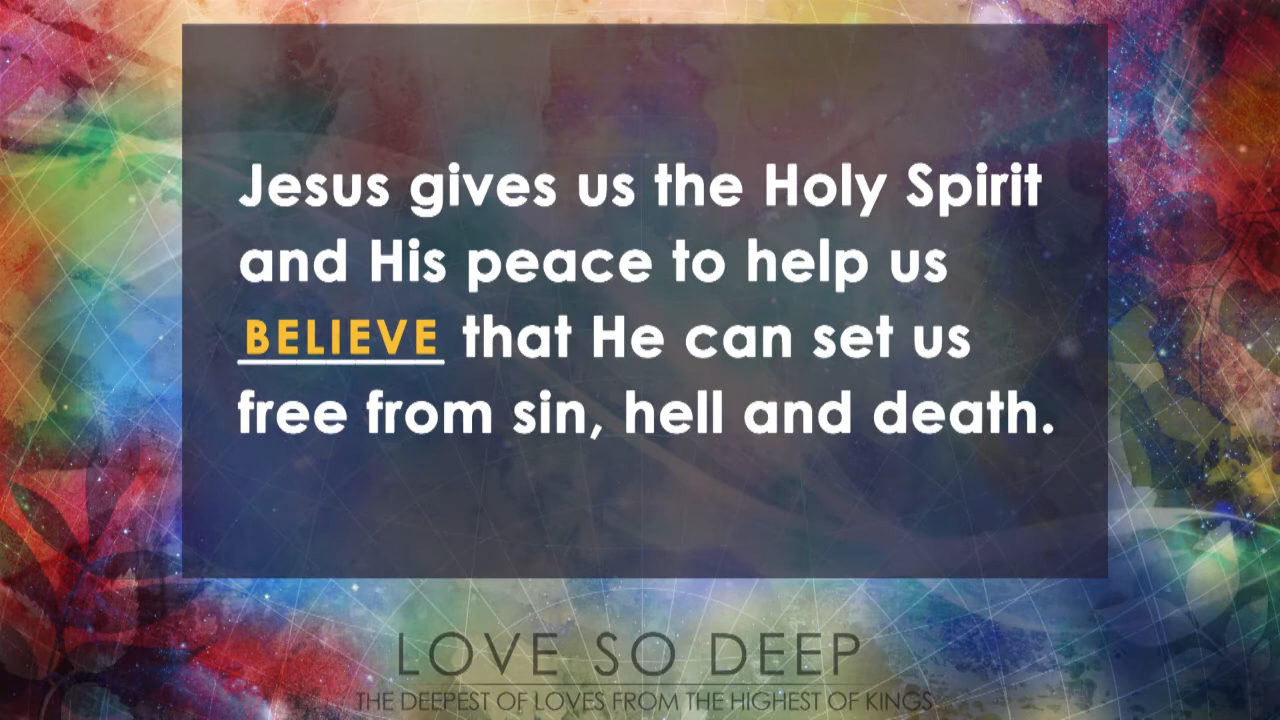 Jesus gives us the Holy Spirit
and His peace to help us
BELIEVE that He can set us
free from sin, hell and death.
LOVE SO DEEP
THE DEEPEST OF LOVES FROM THE HIGHEST OF KINGS